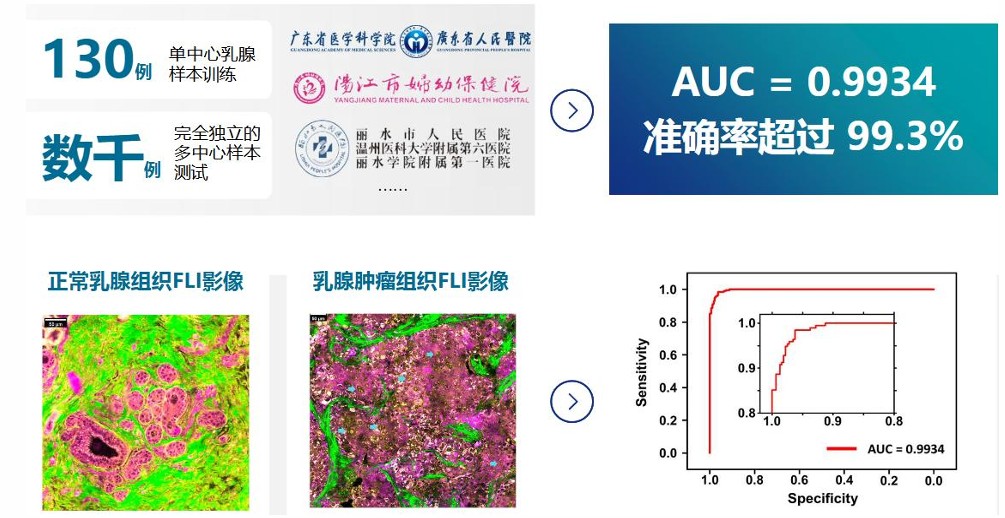 130例
单中心乳腺
样本训练
广东省医学科学院
GUANGDONG ACADEMY OF MEDICAL SCIENCES
廣東省人民醫院
GUANGDONG PROVINCIAL PEOPLE'S HOSPITAL
陽江市婦幼保健院
YANGJIANG MATERNAL AND CHILD HEALTH HOSPITAL
数千例
完全独立的
多中心样本
测试
丽水市人民医院
温州医科大学附属第六医院
丽水学院附属第一医院
......
AUC = 0.9934
准确率超过 99.3%
正常乳腺组织FLI影像
乳腺肿瘤组织FLI影像
50 μm
50 μm
Sensitivity
1.0
0.8
0.6
0.4
0.2
0.0
1.0
0.9
0.8
1.0
0.9
0.8
AUC = 0.9934
1.0
0.8
0.6
0.4
0.2
0.0
Specificity